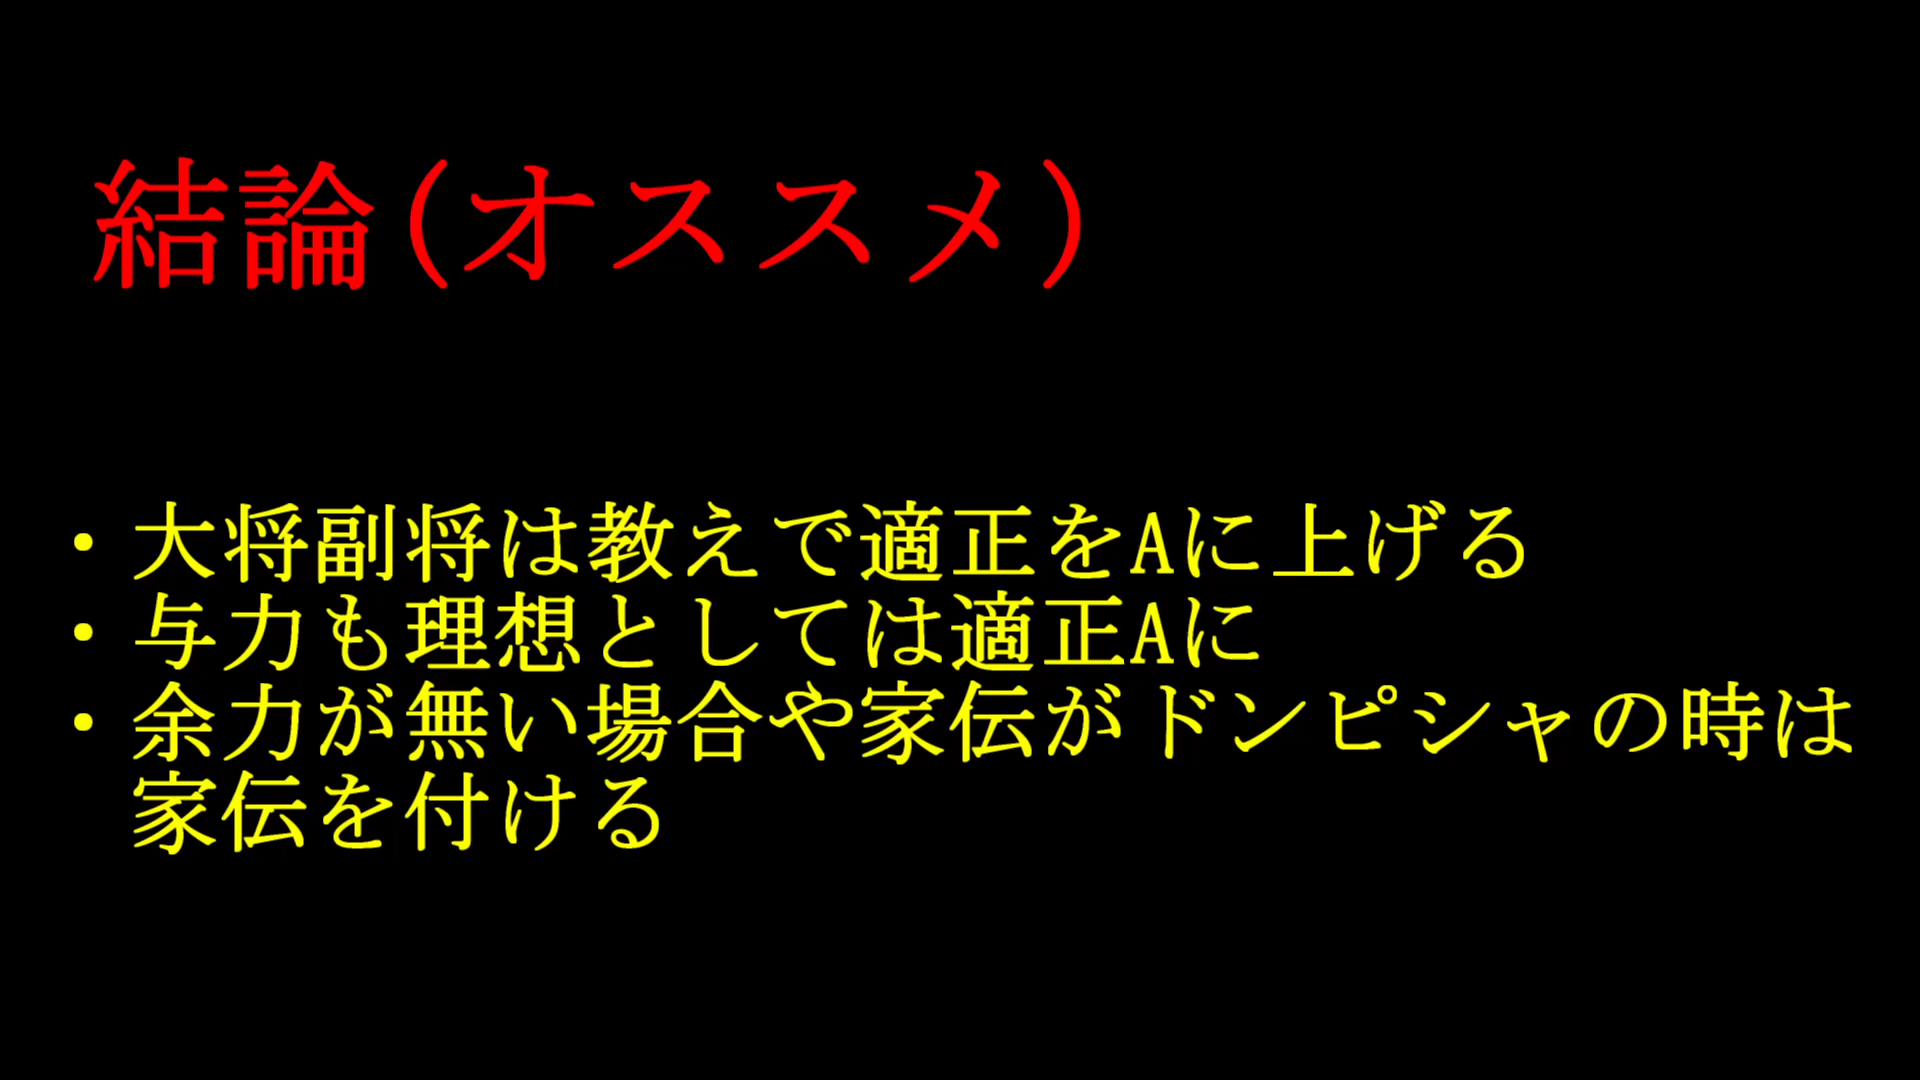 結論(オススメ)
・大将副将は教えで適正をAに上げる
・与力も理想としては適正Aに
・余力が無い場合や家伝がドンピシャの時は
家伝を付ける